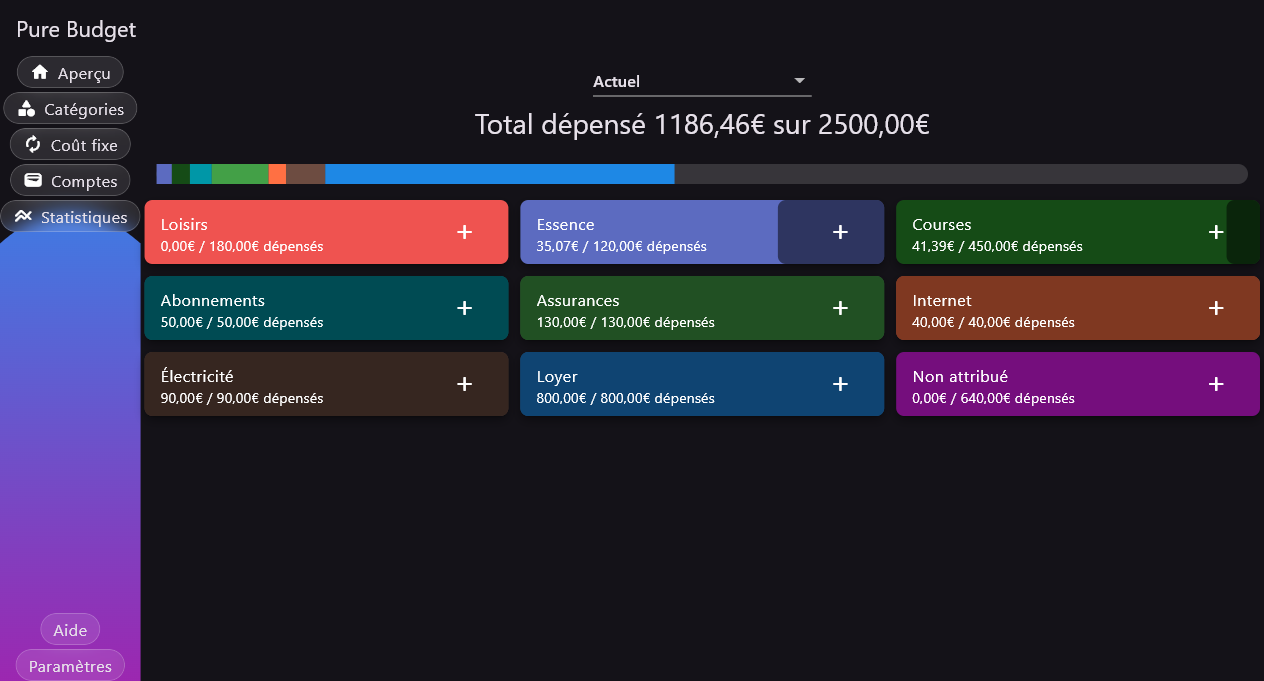 Pure Budget
Aperçu
Catégories
Coût fixe
Comptes
Statistiques
Aide
Paramètres
Actuel
Total dépensé 1186,46€ sur 2500,00€
Loisirs
0,00€ / 180,00€ dépensés
+
Essence
35,07€ / 120,00€ dépensés
+
Courses
41,39€ / 450,00€ dépensés
+
Abonnements
50,00€ / 50,00€ dépensés
+
Assurances
130,00€ / 130,00€ dépensés
+
Internet
40,00€ / 40,00€ dépensés
+
Électricité
90,00€ / 90,00€ dépensés
+
Loyer
800,00€ / 800,00€ dépensés
+
Non attribué
0,00€ / 640,00€ dépensés
+